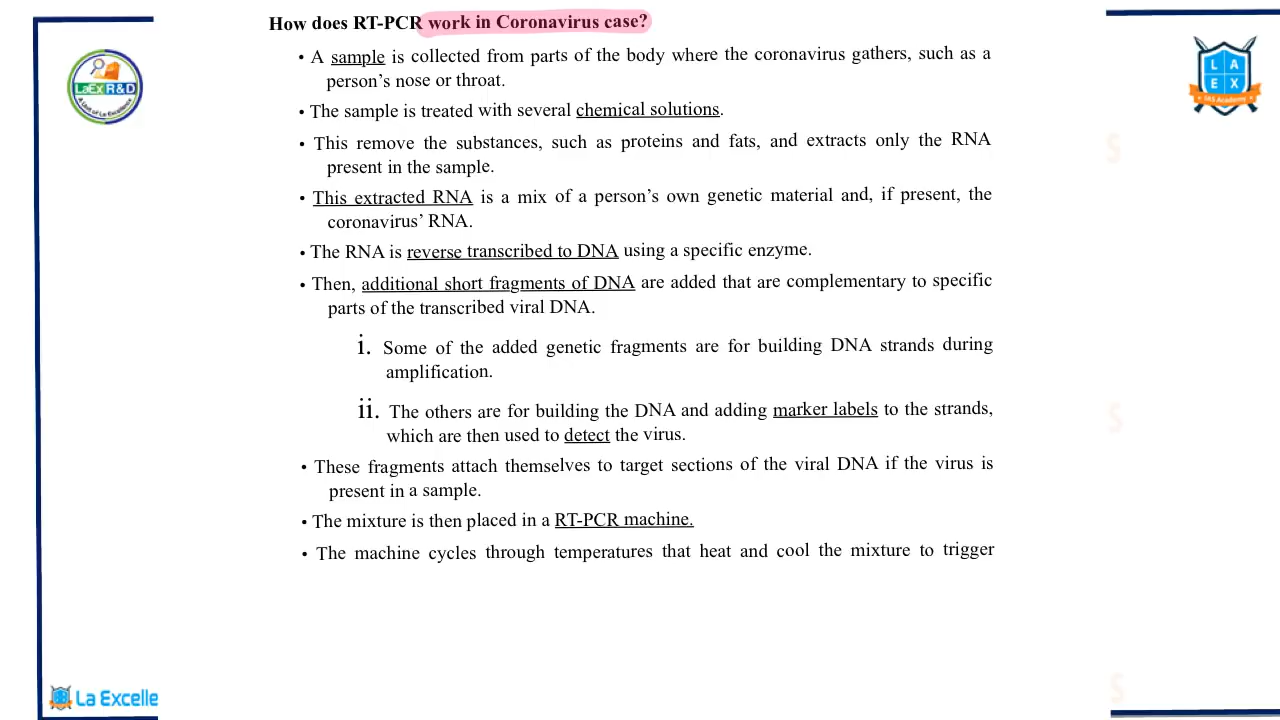 How does RT-PCR work in Coronavirus case?
• A sample is collected from parts of the body where the coronavirus gathers, such as a
person's nose or throat.
• The sample is treated with several chemical solutions.
• This remove the substances, such as proteins and fats, and extracts only the RNA
present in the sample.
• This extracted RNA is a mix of a person's own genetic material and, if present, the
coronavirus' RNA.
• The RNA is reverse transcribed to DNA using a specific enzyme.
• Then, additional short fragments of DNA are added that are complementary to specific
parts of the transcribed viral DNA.
i. Some of the added genetic fragments are for building DNA strands during
amplification.
ii. The others are for building the DNA and adding marker labels to the strands,
which are then used to detect the virus.
• These fragments attach themselves to target sections of the viral DNA if the virus is
present in a sample.
• The mixture is then placed in a RT-PCR machine.
• The machine cycles through temperatures that heat and cool the mixture to trigger
LaEx R&D
A Unit of La Excellence
L A
E X
IAS Academy
La Excelle
S
S
S